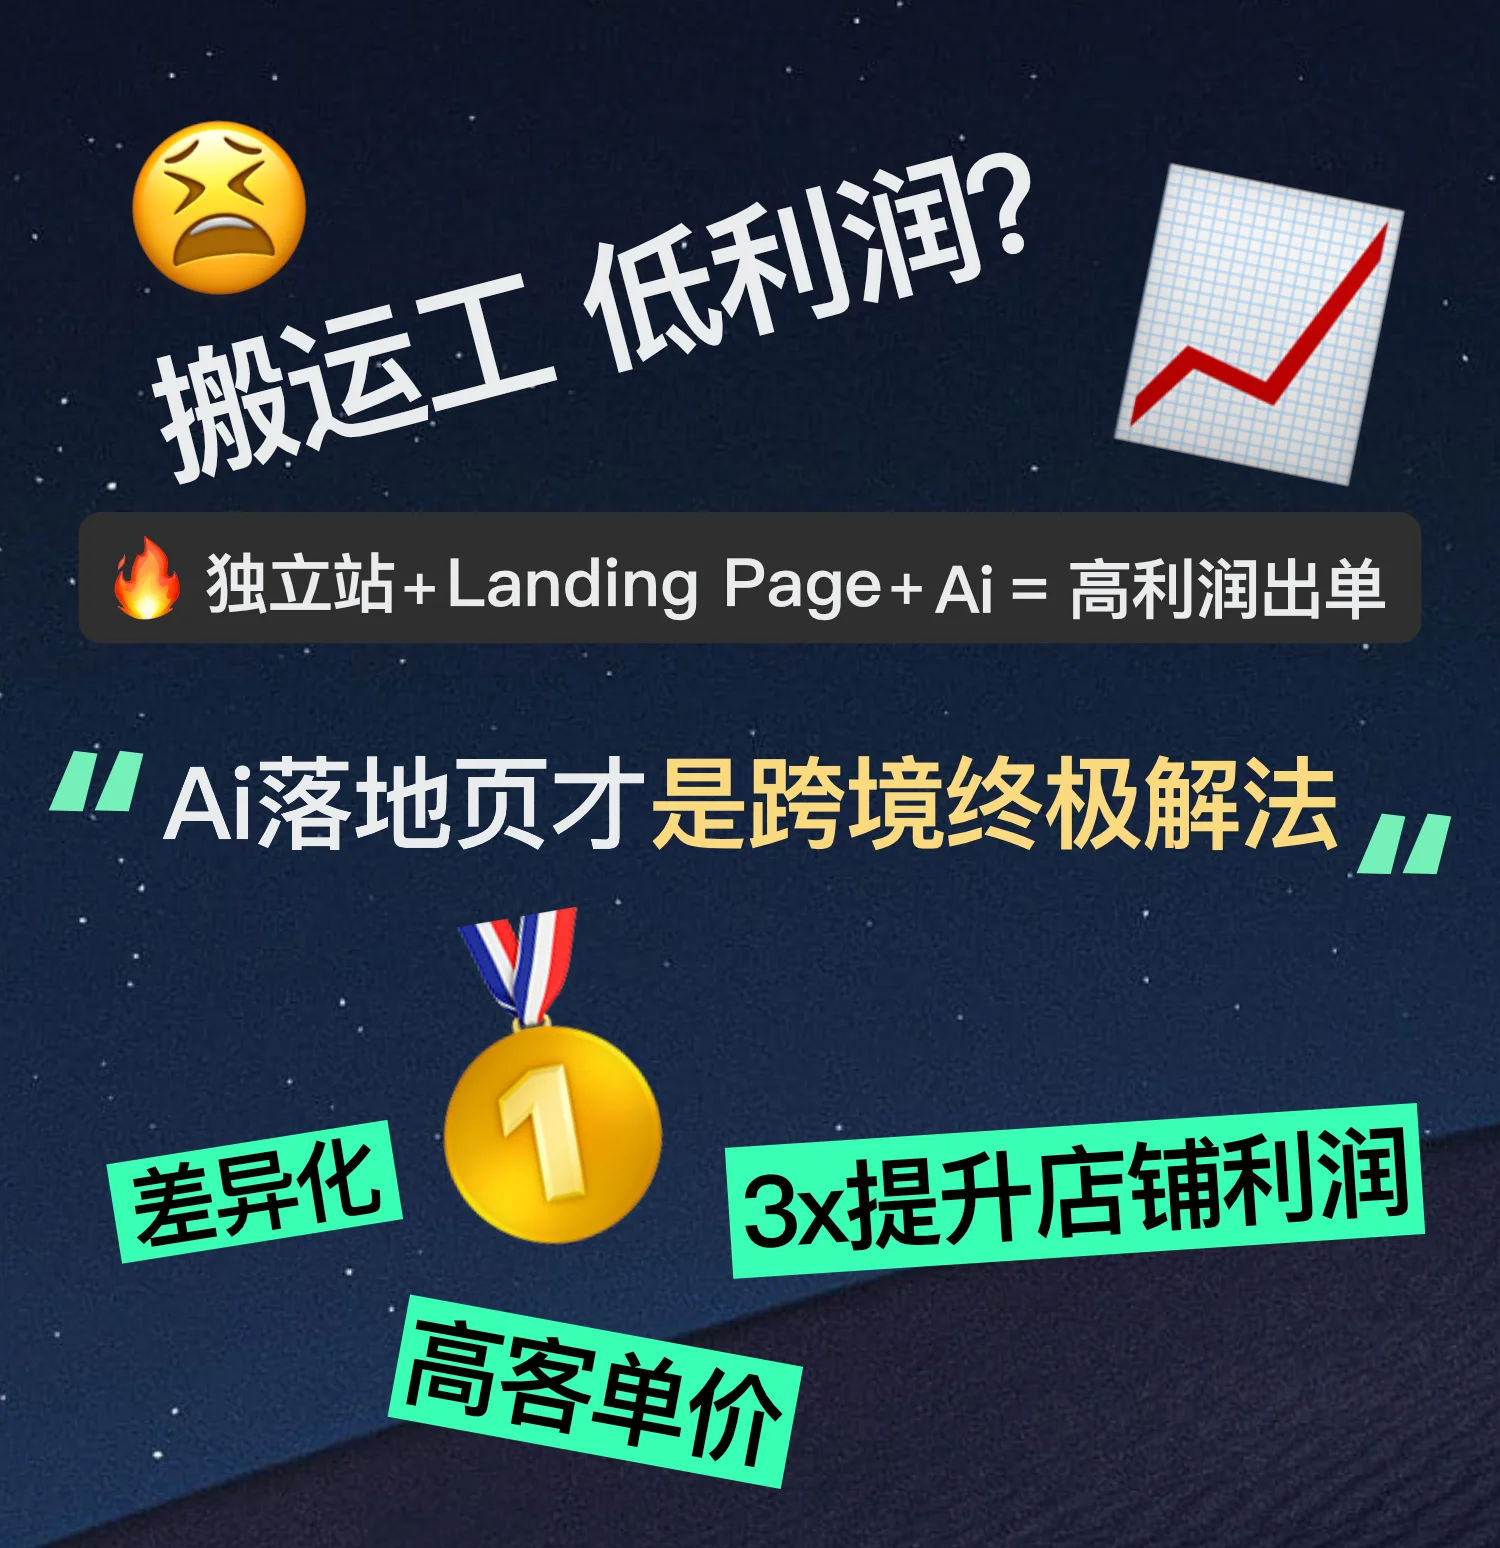 搬运工 低利润?
🔥 独立站+Landing Page+Ai = 高利润出单
“Ai落地页才是跨境终极解法”
1
差异化
3x提升店铺利润
高客单价